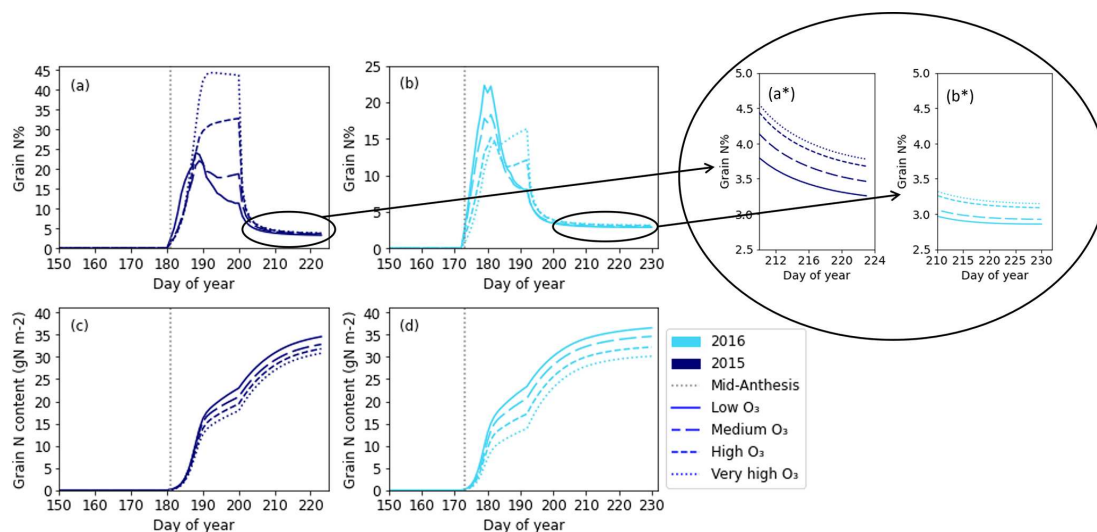 (a)
Grain N%
45
40
35
30
25
20
15
10
5
0
150 160 170 180 190 200 210 220
Day of year
(b)
Grain N%
25
20
15
10
5
0
150 160 170 180 190 200 210 220 230
Day of year
(a*)
Grain N%
5.0
4.5
4.0
3.5
3.0
2.5
212 216 220 224
Day of year
(b*)
Grain N%
5.0
4.5
4.0
3.5
3.0
2.5
210 215 220 225 230
Day of year
(c)
Grain N content (gN m-2)
40
35
30
25
20
15
10
5
0
150 160 170 180 190 200 210 220
Day of year
(d)
Grain N content (gN m-2)
40
35
30
25
20
15
10
5
0
150 160 170 180 190 200 210 220 230
Day of year
2016
2015
Mid-Anthesis
Low O₃
Medium O₃
High O₃
Very high O₃